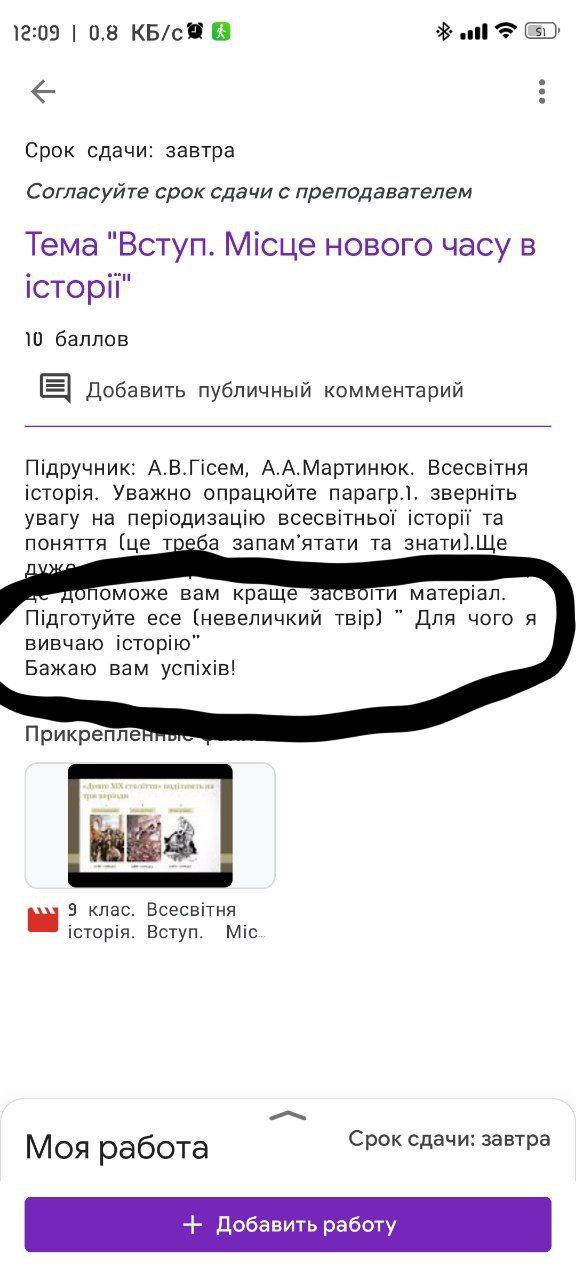 12:09 | 0.8 КБ/с
51
Срок сдачи: завтра
Согласуйте срок сдачи с преподавателем
Тема "Вступ. Місце нового часу в
історії"
10 баллов
Добавить публичный комментарий
Підручник: А.В.Гісем, А.А.Мартинюк. Всесвітня
історія. Уважно опрацюйте парагр.1. зверніть
увагу на періодизацію всесвітньої історії та
поняття (це треба запам'ятати та знати).Ще
дуже
це допоможе вам краще засвоїти матеріал.
Підготуйте есе (невеличкий твір) " Для чого я
вивчаю історію"
Бажаю вам успіхів!
Прикрепленные
«Довге ХІХ століття» поділяють на
три періоди
9 клас. Всесвітня
історія. Вступ. Міс...
Моя работа
Срок сдачи: завтра
+ Добавить работу